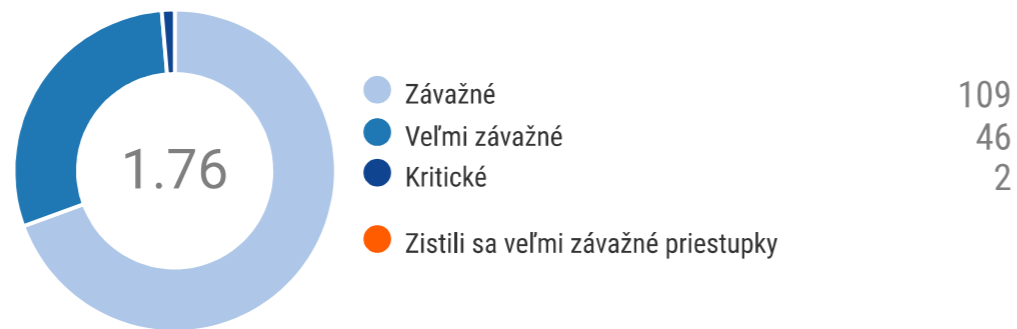 1.76
Závažné 109
Veľmi závažné 46
Kritické 2
Zistili sa veľmi závažné priestupky